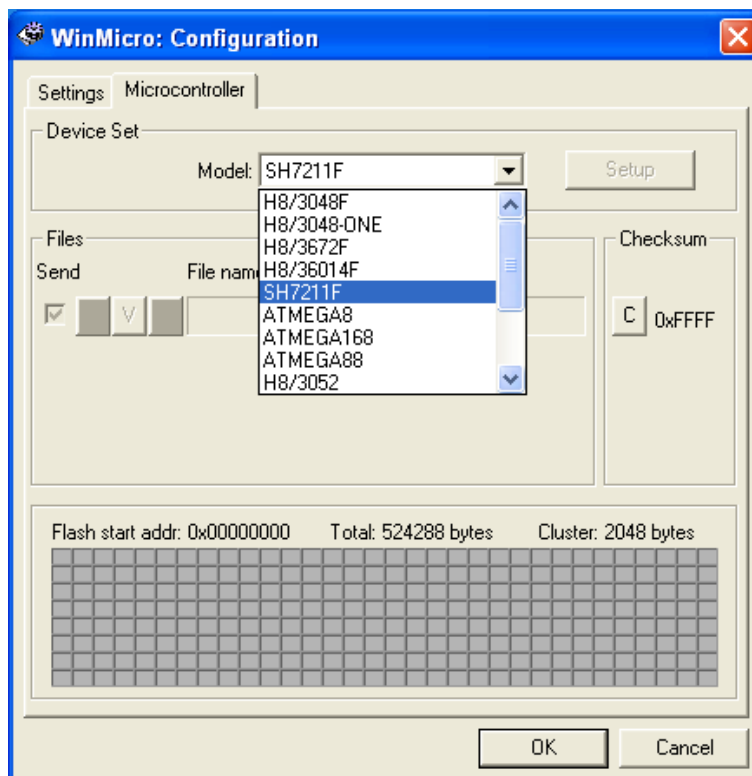 WinMicro: Configuration
Settings Microcontroller
Device Set
Model: SH7211F Setup
H8/3048F
H8/3048-ONE
H8/3672F
H8/36014F
SH7211F
ATMEGA8
ATMEGA168
ATMEGA88
H8/3052
Files Checksum
Send File nam
V C 0xFFFF
Flash start addr: 0x00000000 Total: 524288 bytes Cluster: 2048 bytes
OK Cancel